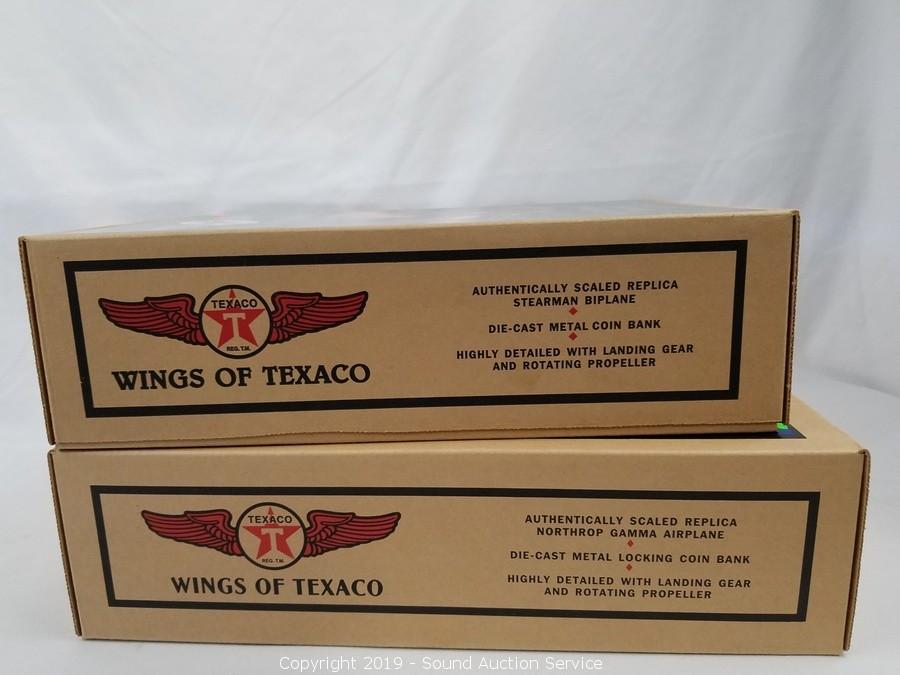 TEXACO
T
REG. T.M.
WINGS OF TEXACO
AUTHENTICALLY SCALED REPLICA
STEARMAN BIPLANE
DIE-CAST METAL COIN BANK
HIGHLY DETAILED WITH LANDING GEAR
AND ROTATING PROPELLER
TEXACO
T
REG. T.M.
WINGS OF TEXACO
AUTHENTICALLY SCALED REPLICA
NORTHROP GAMMA AIRPLANE
DIE-CAST METAL LOCKING COIN BANK
HIGHLY DETAILED WITH LANDING GEAR
AND ROTATING PROPELLER
Copyright 2019 - Sound Auction Service